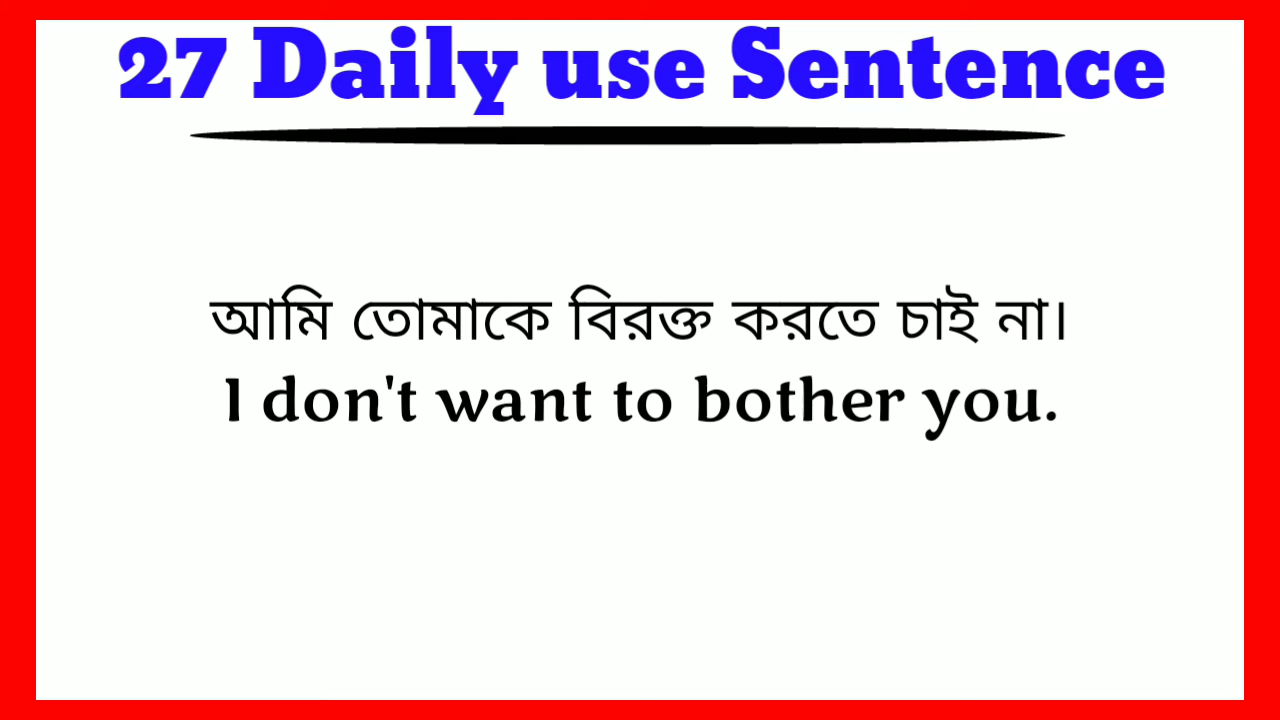 27 Daily use Sentence
আমি তোমাকে বিরক্ত করতে চাই না।
I don't want to bother you.